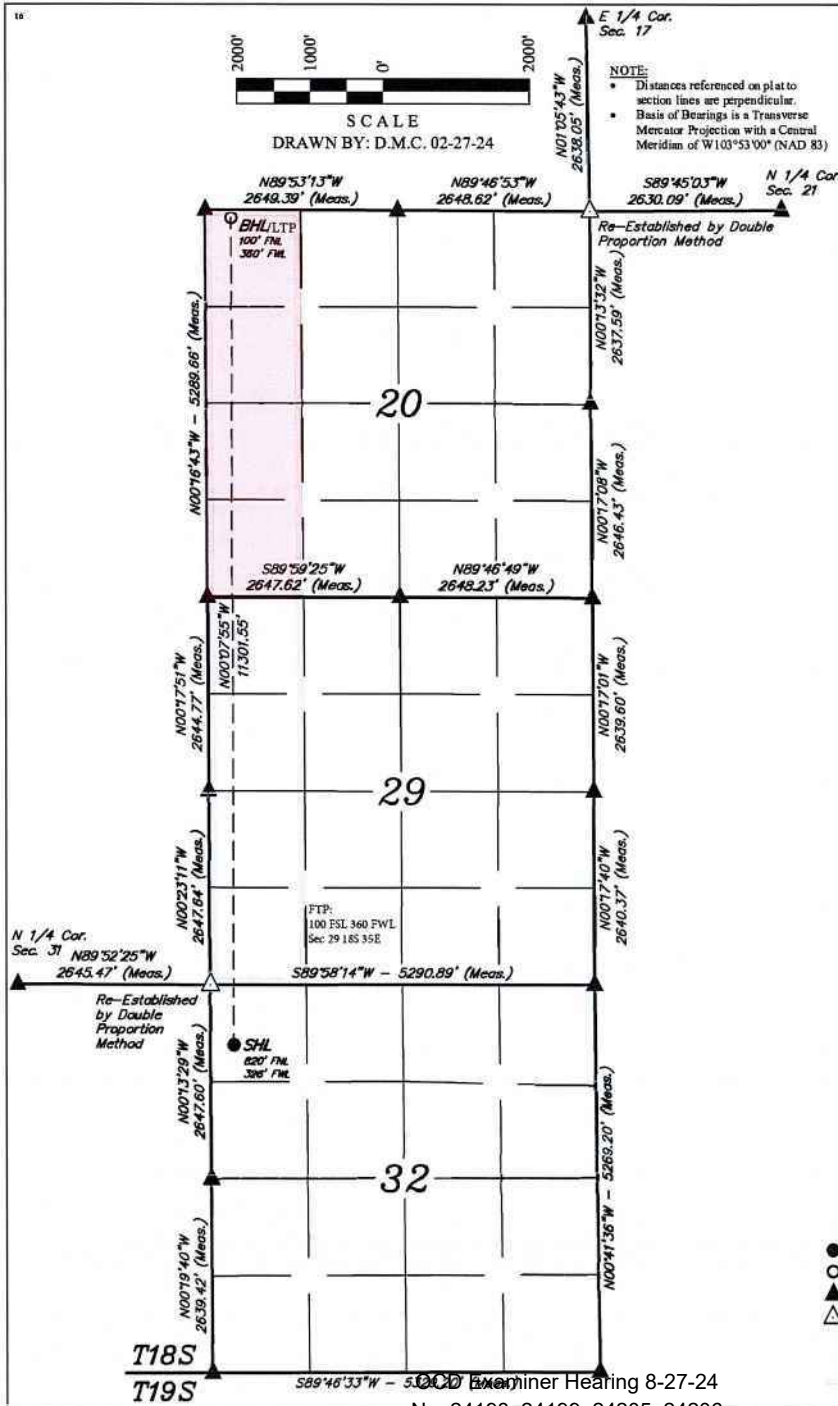 16
E 1/4 Cor.
Sec. 17
2000'
1000'
0'
2000'
SCALE
DRAWN BY: D.M.C. 02-27-24
N01°05'43"W
2638.05' (Meas.)
NOTE:
• Distances referenced on plat to
section lines are perpendicular.
• Basis of Bearings is a Transverse
Mercator Projection with a Central
Meridian of W103°53'00" (NAD 83)
N89°53'13"W
2649.39' (Meas.)
N89°46'53"W
2648.62' (Meas.)
S89°45'03"W
2630.09' (Meas.)
N 1/4 Cor.
Sec. 21
BHL/LTP
100' FNL
360' FWL
Re-Established by Double
Proportion Method
N00°16'43"W - 5289.66' (Meas.)
N00°13'32"W
2637.59' (Meas.)
20
N00°17'08"W
2646.43' (Meas.)
S89°59'25"W
2647.62' (Meas.)
N89°46'49"W
2648.23' (Meas.)
N00°07'55"W
11301.55'
N00°17'51"W
2644.77' (Meas.)
N00°17'01"W
2639.60' (Meas.)
29
N00°23'11"W
2647.64' (Meas.)
N00°17'40"W
2640.37' (Meas.)
FTP:
100 FSL 360 FWL
Sec 29 18S 35E
N 1/4 Cor.
Sec. 31
N89°52'25"W
2645.47' (Meas.)
S89°58'14"W - 5290.89' (Meas.)
Re-Established
by Double
Proportion
Method
SHL
820' FNL
326' FWL
N00°13'29"W
2647.60' (Meas.)
32
N00°41'36"W - 5269.20' (Meas.)
N00°19'40"W
2639.42' (Meas.)
T18S
T19S
S89°46'33"W
OCD Examiner Hearing 8-27-24